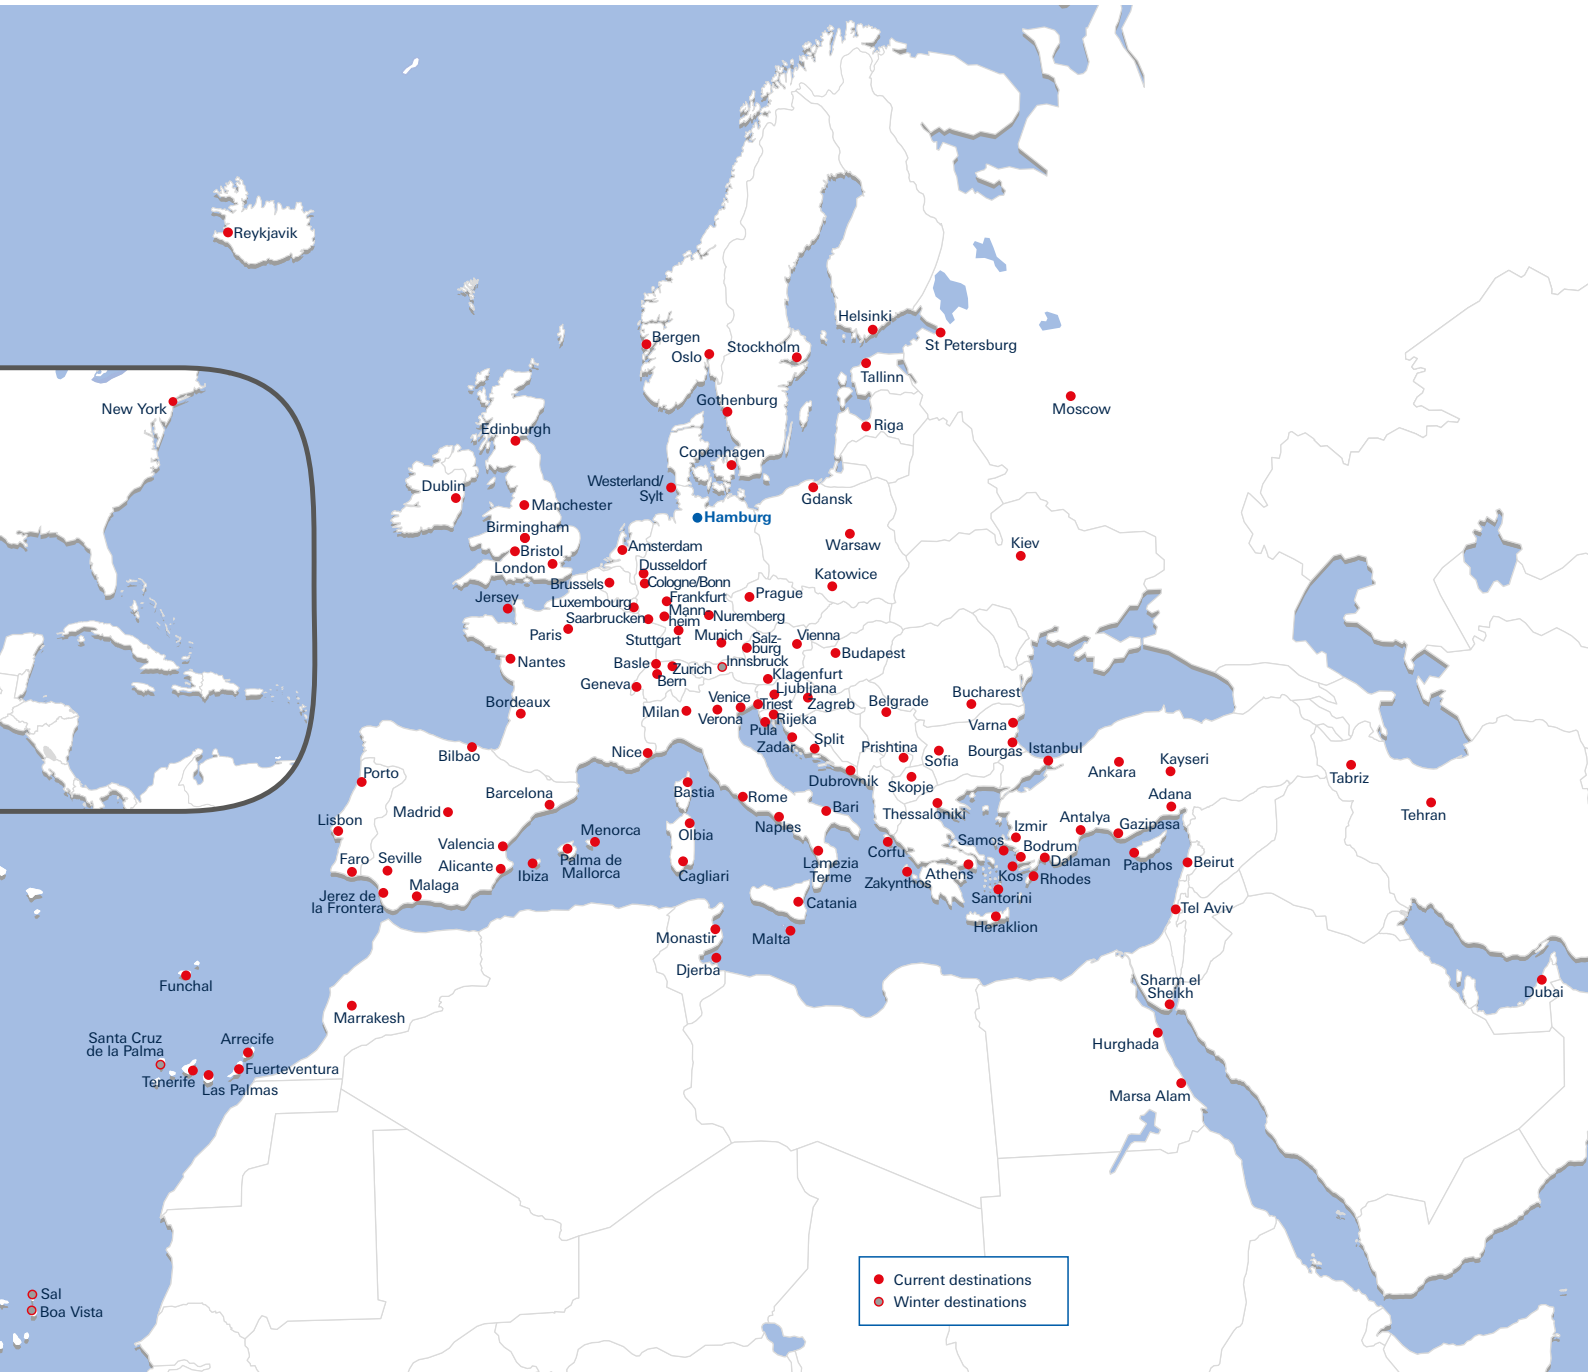 Reykjavik
Helsinki
St Petersburg
Bergen
Oslo
Stockholm
Tallinn
Moscow
New York
Gothenburg
Riga
Edinburgh
Copenhagen
Westerland/
Sylt
Dublin
Gdansk
Manchester
Hamburg
Birmingham
Bristol
London
Amsterdam
Warsaw
Kiev
Dusseldorf
Cologne/Bonn
Brussels
Katowice
Jersey
Luxembourg
Frankfurt
Prague
Saarbrucken
Mann-
heim
Nuremberg
Paris
Stuttgart
Munich
Salz-
burg
Vienna
Nantes
Basle
Zurich
Innsbruck
Budapest
Bern
Geneva
Klagenfurt
Ljubljana
Bordeaux
Milan
Venice
Verona
Triest
Zagreb
Belgrade
Bucharest
Rijeka
Pula
Varna
Zadar
Split
Prishtina
Sofia
Bourgas
Istanbul
Bilbao
Nice
Ankara
Kayseri
Tabriz
Porto
Dubrovnik
Skopje
Barcelona
Bastia
Rome
Adana
Madrid
Bari
Thessaloniki
Tehran
Lisbon
Naples
Olbia
Izmir
Antalya
Gazipasa
Menorca
Valencia
Samos
Bodrum
Corfu
Faro
Seville
Alicante
Ibiza
Palma de
Mallorca
Lamezia
Terme
Dalaman
Paphos
Beirut
Cagliari
Athens
Kos
Rhodes
Zakynthos
Malaga
Jerez de
la Frontera
Santorini
Catania
Tel Aviv
Heraklion
Monastir
Malta
Djerba
Funchal
Sharm el
Sheikh
Dubai
Marrakesh
Santa Cruz
de la Palma
Arrecife
Hurghada
Fuerteventura
Tenerife
Las Palmas
Marsa Alam
Sal
Boa Vista
Current destinations
Winter destinations